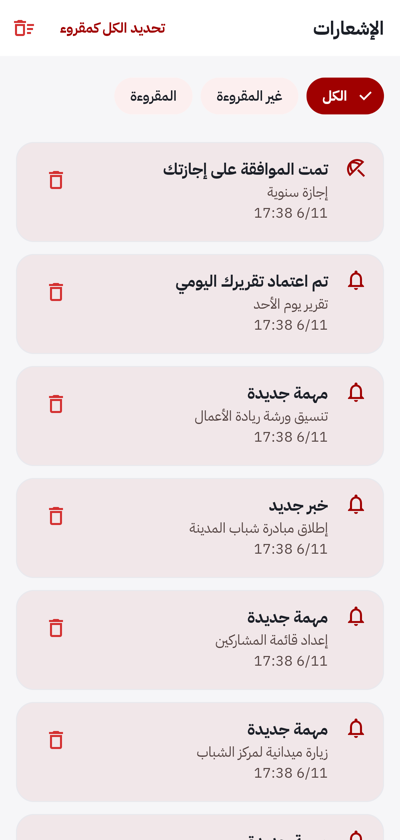 الإشعارات
تحديد الكل كمقروء
الكل
غير المقروءة
المقروءة
تمت الموافقة على إجازتك
إجازة سنوية
17:38 6/11
تم اعتماد تقريرك اليومي
تقرير يوم الأحد
17:38 6/11
مهمة جديدة
تنسيق ورشة ريادة الأعمال
17:38 6/11
خبر جديد
إطلاق مبادرة شباب المدينة
17:38 6/11
مهمة جديدة
إعداد قائمة المشاركين
17:38 6/11
مهمة جديدة
زيارة ميدانية لمركز الشباب
17:38 6/11